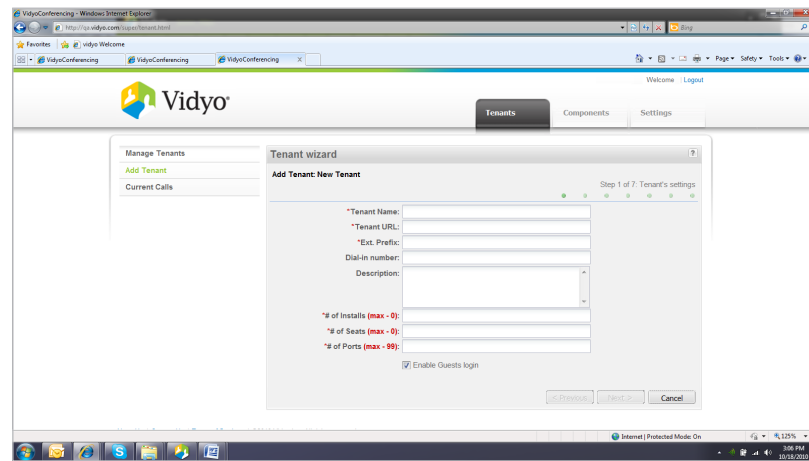 VidyoConferencing - Windows Internet Explorer
http://qa.vidyo.com/super/tenant.html
Bing
Favorites vidyo Welcome
VidyoConferencing VidyoConferencing VidyoConferencing x Page Safety Tools
Welcome Logout
Vidyo
Tenants Components Settings
Manage Tenants
Add Tenant
Current Calls
Tenant wizard ?
Add Tenant: New Tenant
Step 1 of 7: Tenant's settings
*Tenant Name:
*Tenant URL:
*Ext. Prefix:
Dial-in number:
Description:
*# of Installs (max - 0):
*# of Seats (max - 0):
*# of Ports (max - 99):
Enable Guests login
< Previous Next > Cancel
Internet | Protected Mode: On 125%
3:06 PM
10/18/2010